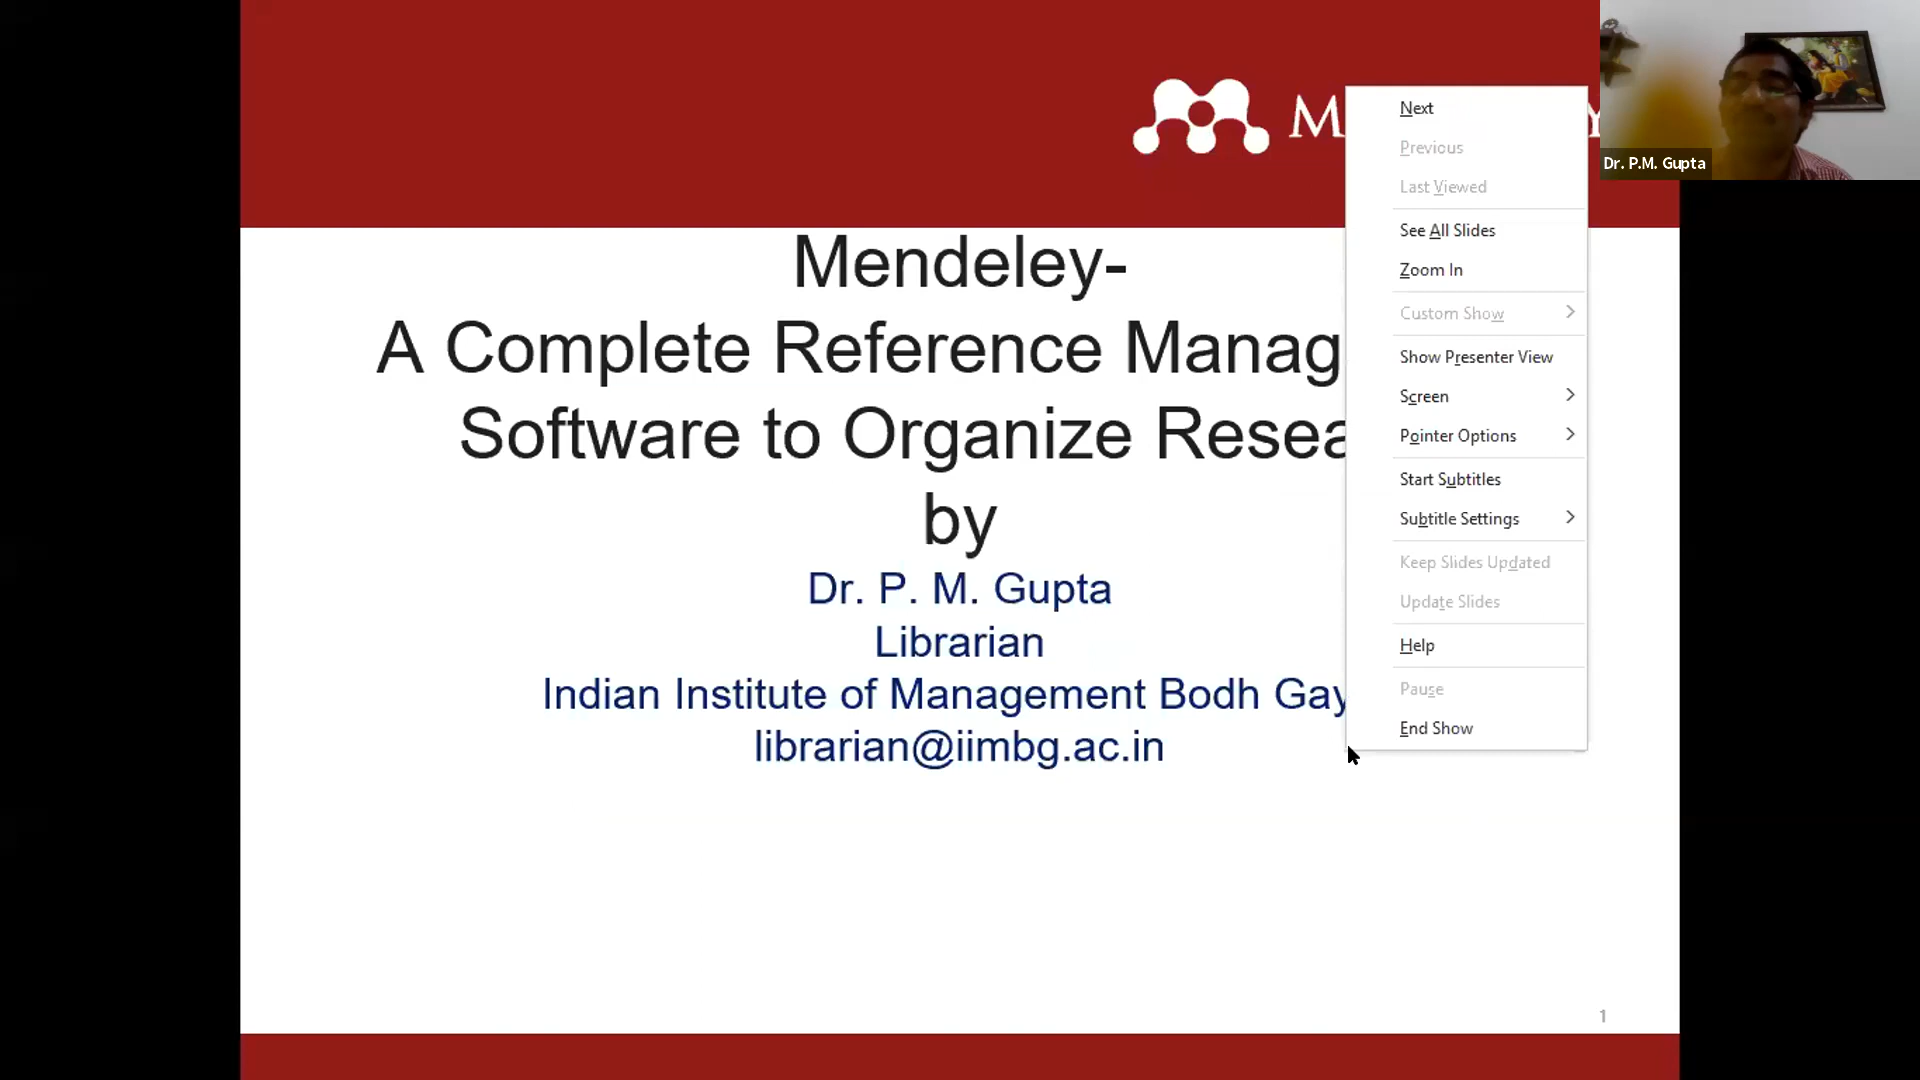 M
Y
Mendeley-
A Complete Reference Manag
Software to Organize Resea
by
Dr. P. M. Gupta
Librarian
Indian Institute of Management Bodh Gay
librarian@iimbg.ac.in
1
Next
Previous
Last Viewed
See All Slides
Zoom In
Custom Show
Show Presenter View
Screen
Pointer Options
Start Subtitles
Subtitle Settings
Keep Slides Updated
Update Slides
Help
Pause
End Show
Dr. P.M. Gupta